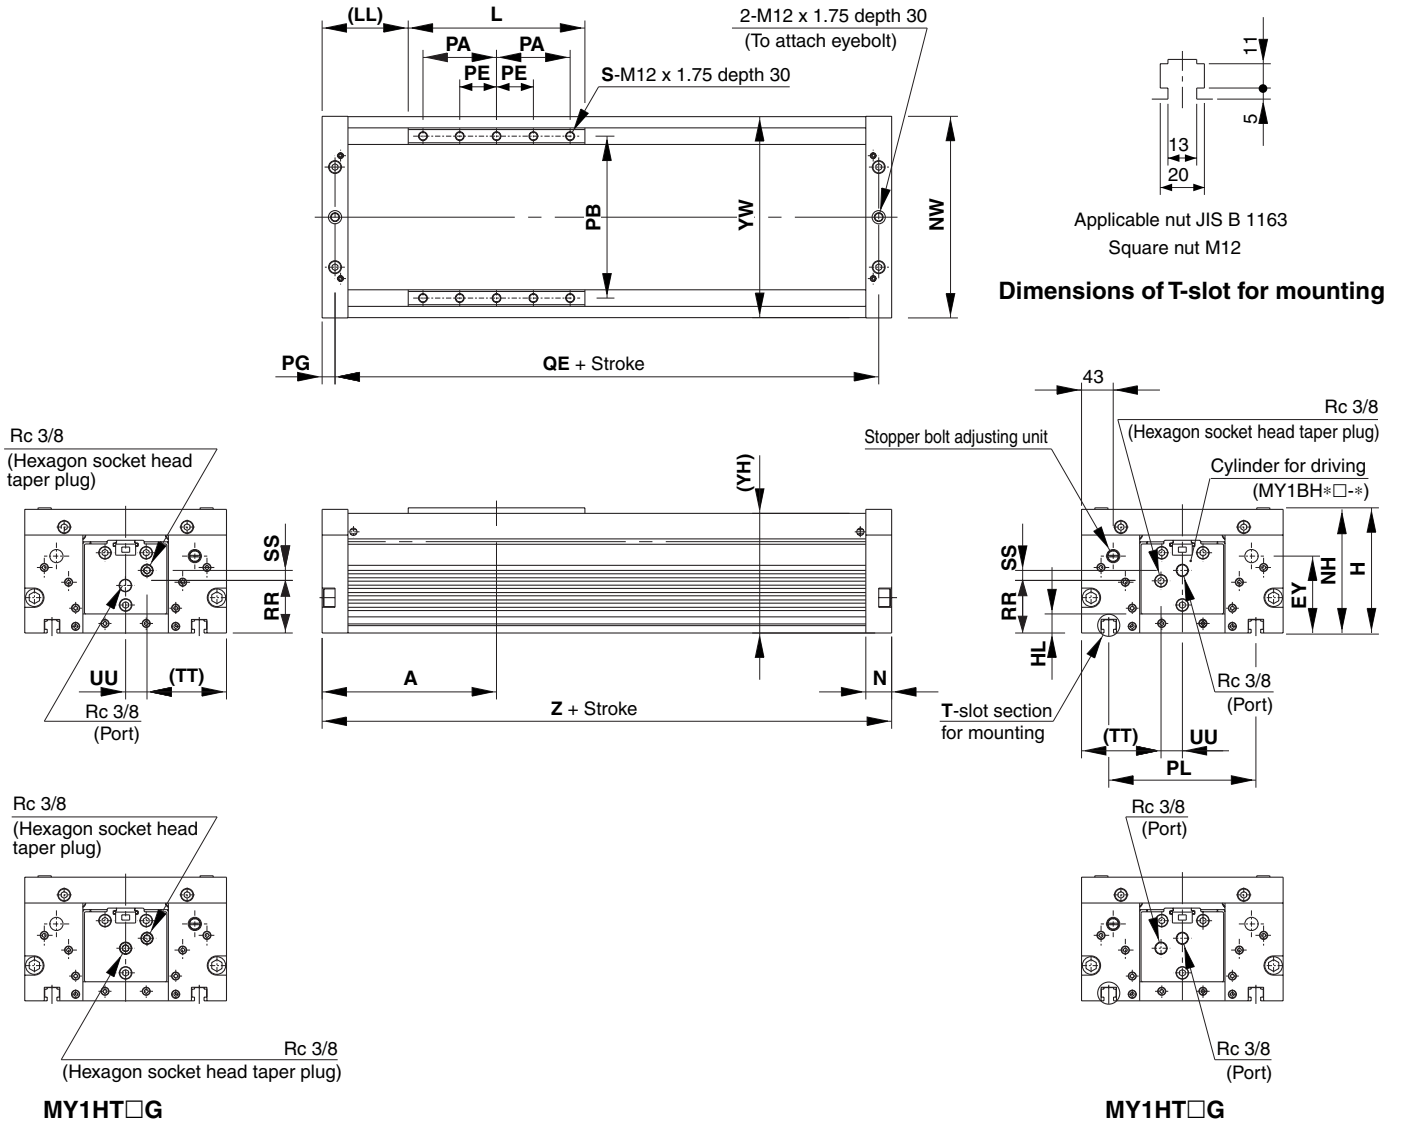 (LL)
L
2-M12 x 1.75 depth 30
(To attach eyebolt)
PA
PA
PE
PE
S-M12 x 1.75 depth 30
PB
YW
NW
PG
QE + Stroke
11
5
13
20
Applicable nut JIS B 1163
Square nut M12
Dimensions of T-slot for mounting
Rc 3/8
(Hexagon socket head
taper plug)
SS
RR
UU
(TT)
Rc 3/8
(Port)
(YH)
A
N
Z + Stroke
43
Rc 3/8
(Hexagon socket head taper plug)
Stopper bolt adjusting unit
Cylinder for driving
(MY1BH*□-*)
SS
RR
HL
EY
NH
H
Rc 3/8
(Port)
T-slot section
for mounting
(TT)
UU
PL
Rc 3/8
(Hexagon socket head
taper plug)
Rc 3/8
(Hexagon socket head taper plug)
MY1HT□G
Rc 3/8
(Port)
Rc 3/8
(Port)
MY1HT□G